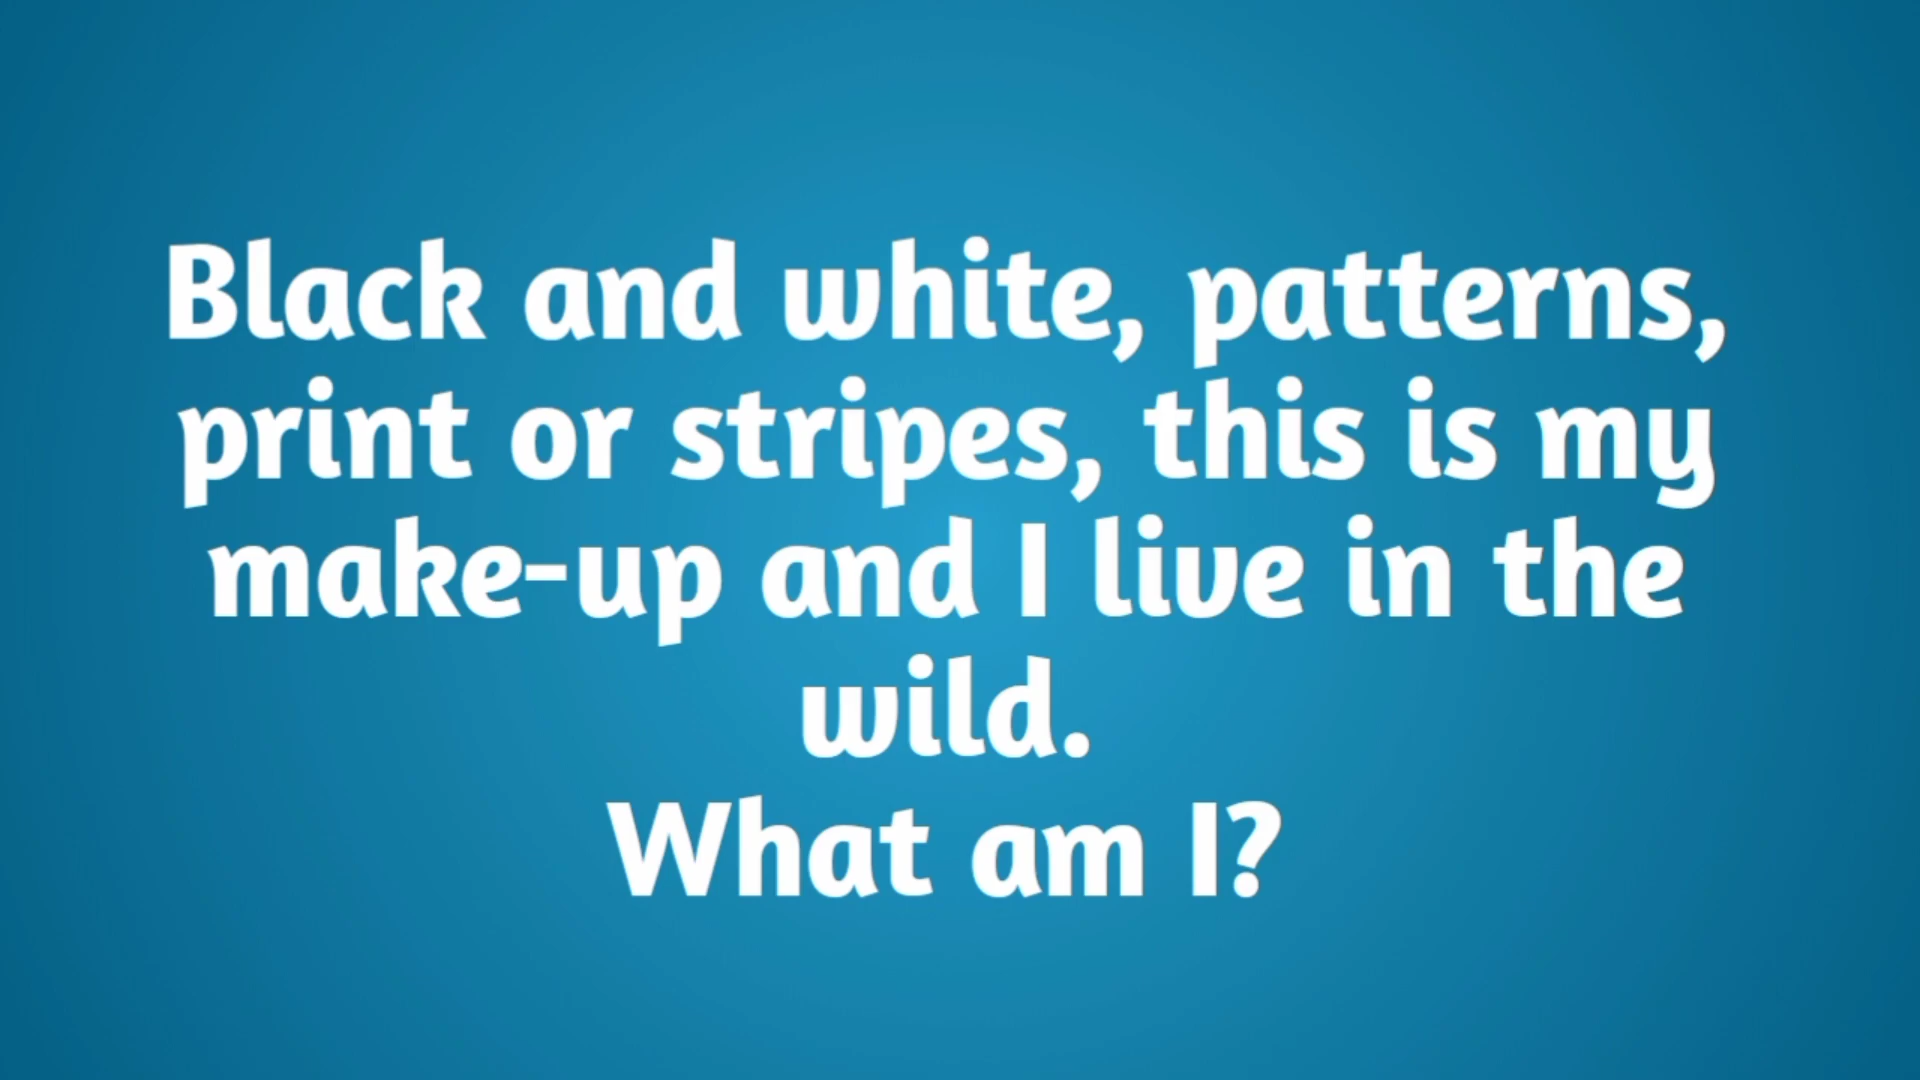 Black and white, patterns,
print or stripes, this is my
make-up and I live in the
wild.
What am I?